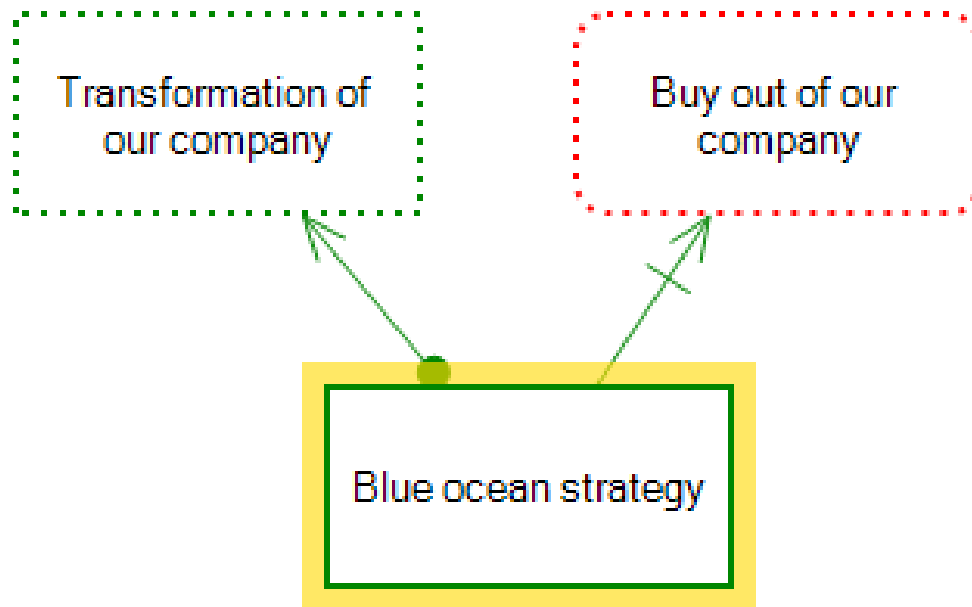 Transformation of
our company
Buy out of our
company
Blue ocean strategy